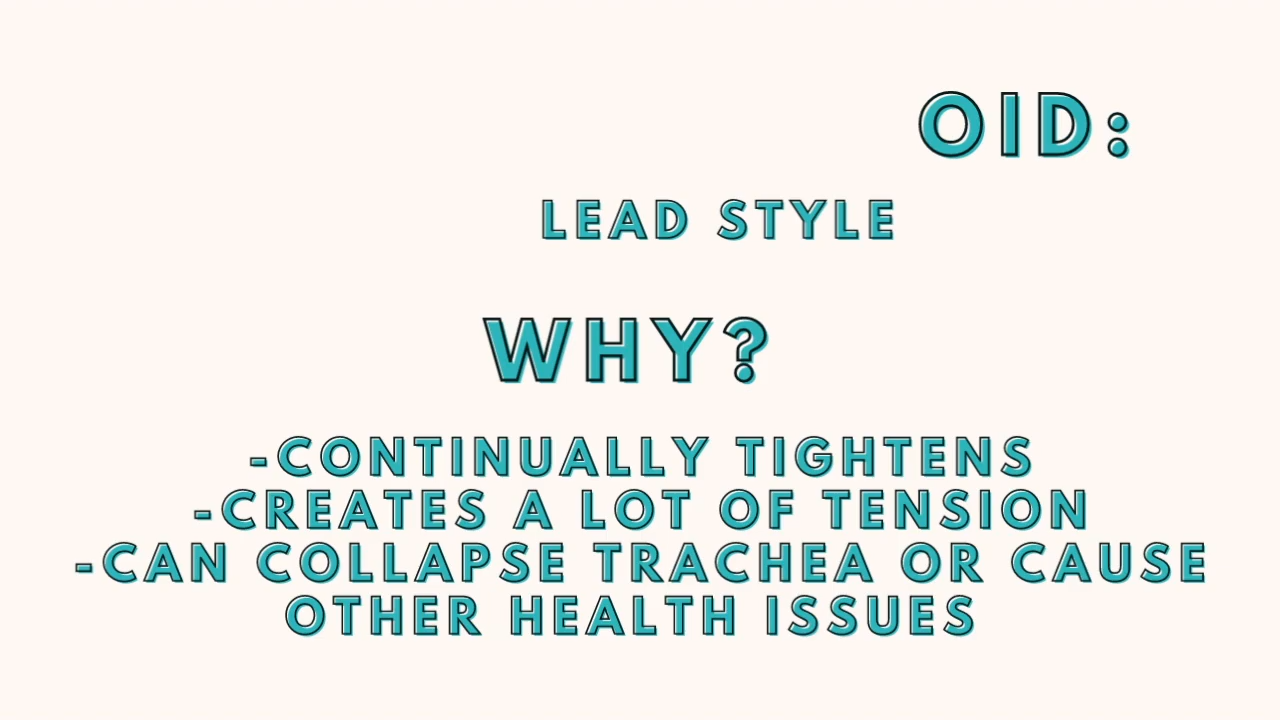 OID:
LEAD STYLE
WHY?
-CONTINUALLY TIGHTENS
-CREATES A LOT OF TENSION
-CAN COLLAPSE TRACHEA OR CAUSE
OTHER HEALTH ISSUES